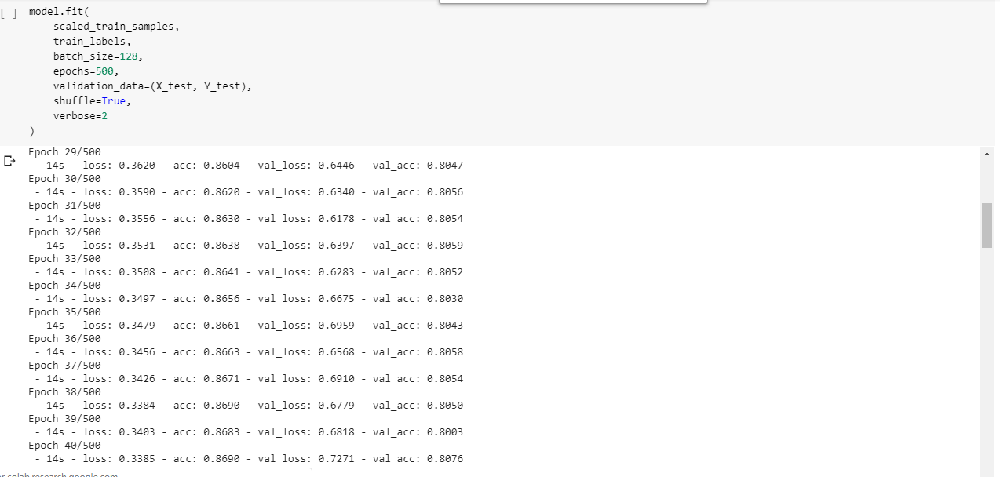 [ ] model.fit(
scaled_train_samples,
train_labels,
batch_size=128,
epochs=500,
validation_data=(X_test, Y_test),
shuffle=True,
verbose=2
)
Epoch 29/500
- 14s - loss: 0.3620 - acc: 0.8604 - val_loss: 0.6446 - val_acc: 0.8047
Epoch 30/500
- 14s - loss: 0.3590 - acc: 0.8620 - val_loss: 0.6340 - val_acc: 0.8056
Epoch 31/500
- 14s - loss: 0.3556 - acc: 0.8630 - val_loss: 0.6178 - val_acc: 0.8054
Epoch 32/500
- 14s - loss: 0.3531 - acc: 0.8638 - val_loss: 0.6397 - val_acc: 0.8059
Epoch 33/500
- 14s - loss: 0.3508 - acc: 0.8641 - val_loss: 0.6283 - val_acc: 0.8052
Epoch 34/500
- 14s - loss: 0.3497 - acc: 0.8656 - val_loss: 0.6675 - val_acc: 0.8030
Epoch 35/500
- 14s - loss: 0.3479 - acc: 0.8661 - val_loss: 0.6959 - val_acc: 0.8043
Epoch 36/500
- 14s - loss: 0.3456 - acc: 0.8663 - val_loss: 0.6568 - val_acc: 0.8058
Epoch 37/500
- 14s - loss: 0.3426 - acc: 0.8671 - val_loss: 0.6910 - val_acc: 0.8054
Epoch 38/500
- 14s - loss: 0.3384 - acc: 0.8690 - val_loss: 0.6779 - val_acc: 0.8050
Epoch 39/500
- 14s - loss: 0.3403 - acc: 0.8683 - val_loss: 0.6818 - val_acc: 0.8003
Epoch 40/500
- 14s - loss: 0.3385 - acc: 0.8690 - val_loss: 0.7271 - val_acc: 0.8076
colab.research.google.com